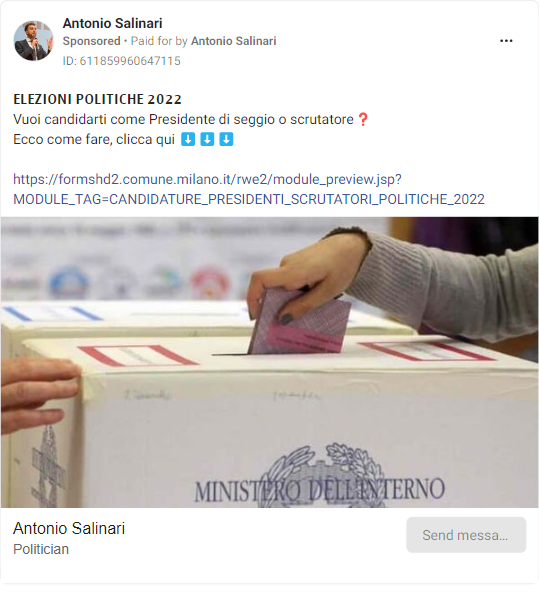 Antonio Salinari
Sponsored • Paid for by Antonio Salinari
ID: 611859960647115
ELEZIONI POLITICHE 2022
Vuoi candidarti come Presidente di seggio o scrutatore❓
Ecco come fare, clicca qui ⬇️⬇️⬇️
https://formshd2.comune.milano.it/rwe2/module_preview.jsp?
MODULE_TAG=CANDIDATURE_PRESIDENTI_SCRUTATORI_POLITICHE_2022
MINISTERO DELL'INTERNO
Antonio Salinari
Politician
Send messa...